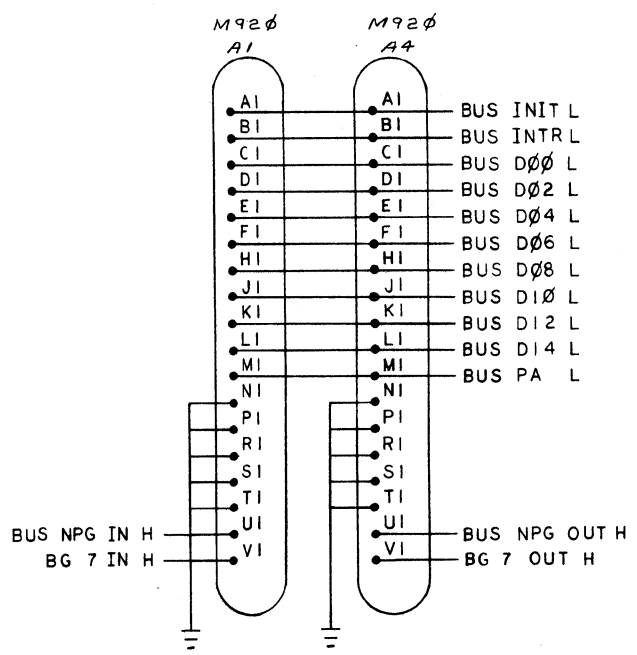 M92Ø M92Ø
A1 A4
A1 A1 BUS INIT L
B1 B1 BUS INTR L
C1 C1 BUS DØØ L
D1 D1 BUS DØ2 L
E1 E1 BUS DØ4 L
F1 F1 BUS DØ6 L
H1 H1 BUS DØ8 L
J1 J1 BUS D1Ø L
K1 K1 BUS D12 L
L1 L1 BUS D14 L
M1 M1 BUS PA L
N1 N1
P1 P1
R1 R1
S1 S1
T1 T1
BUS NPG IN H U1 U1 BUS NPG OUT H
BG 7 IN H V1 V1 BG 7 OUT H